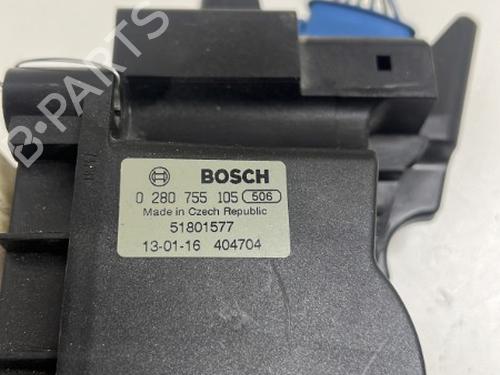 B-PARTS
BOSCH
0 280 755 105 506
Made in Czech Republic
51801577
13-01-16 404704